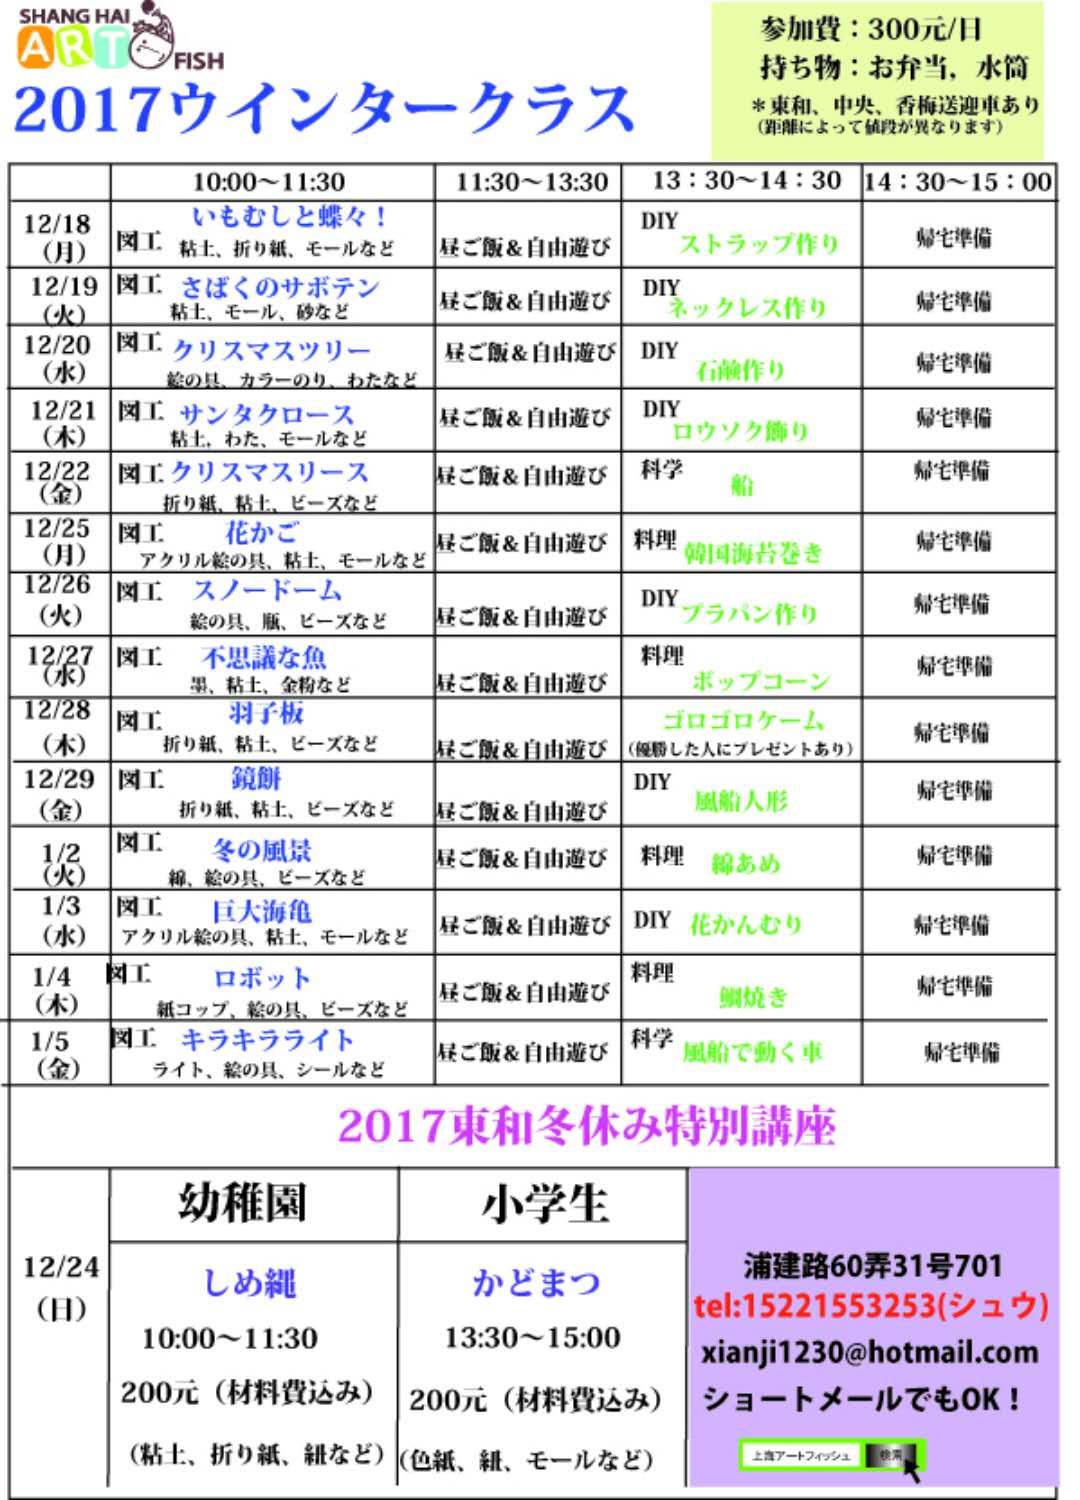 SHANG HAI
ART FISH
2017ウインタークラス
参加費：300元/日
持ち物：お弁当，水筒
＊東和、中央、香梅送迎車あり
（距離によって値段が異なります）
10:00〜11:30 11:30〜13:30 13：30〜14：30 14：30〜15：00
12/18（月） 図工 いもむしと蝶々！ 粘土、折り紙、モールなど 昼ご飯＆自由遊び DIY ストラップ作り 帰宅準備
12/19（火） 図工 さばくのサボテン 粘土、モール、砂など 昼ご飯＆自由遊び DIY ネックレス作り 帰宅準備
12/20（水） 図工 クリスマスツリー 絵の具、カラーのり、わたなど 昼ご飯＆自由遊び DIY 石鹸作り 帰宅準備
12/21（木） 図工 サンタクロース 粘土，わた、モールなど 昼ご飯＆自由遊び DIY ロウソク飾り 帰宅準備
12/22（金） 図工 クリスマスリース 折り紙、粘土、ビーズなど 昼ご飯＆自由遊び 科学 船 帰宅準備
12/25（月） 図工 花かご アクリル絵の具、粘土、モールなど 昼ご飯＆自由遊び 料理 韓国海苔巻き 帰宅準備
12/26（火） 図工 スノードーム 絵の具、瓶、ビーズなど 昼ご飯＆自由遊び DIY プラパン作り 帰宅準備
12/27（水） 図工 不思議な魚 墨、粘土、金粉など 昼ご飯＆自由遊び 料理 ポップコーン 帰宅準備
12/28（木） 図工 羽子板 折り紙、粘土、ビーズなど 昼ご飯＆自由遊び ゴロゴロケーム （優勝した人にプレゼントあり） 帰宅準備
12/29（金） 図工 鏡餅 折り紙、粘土、ビーズなど 昼ご飯＆自由遊び DIY 風船人形 帰宅準備
1/2（火） 図工 冬の風景 綿、絵の具、ビーズなど 昼ご飯＆自由遊び 料理 綿あめ 帰宅準備
1/3（水） 図工 巨大海亀 アクリル絵の具、粘土、モールなど 昼ご飯＆自由遊び DIY 花かんむり 帰宅準備
1/4（木） 図工 ロボット 紙コップ、絵の具、ビーズなど 昼ご飯＆自由遊び 料理 鯛焼き 帰宅準備
1/5（金） 図工 キラキラライト ライト、絵の具、シールなど 昼ご飯＆自由遊び 科学 風船で動く車 帰宅準備
2017東和冬休み特別講座
12/24（日）
幼稚園
しめ縄
10:00〜11:30
200元（材料費込み）
（粘土、折り紙、紐など）
小学生
かどまつ
13:30〜15:00
200元（材料費込み）
（色紙、紐、モールなど）
浦建路60弄31号701
tel:15221553253(シュウ)
xianji1230@hotmail.com
ショートメールでもOK！
上海アートフィッシュ 検索